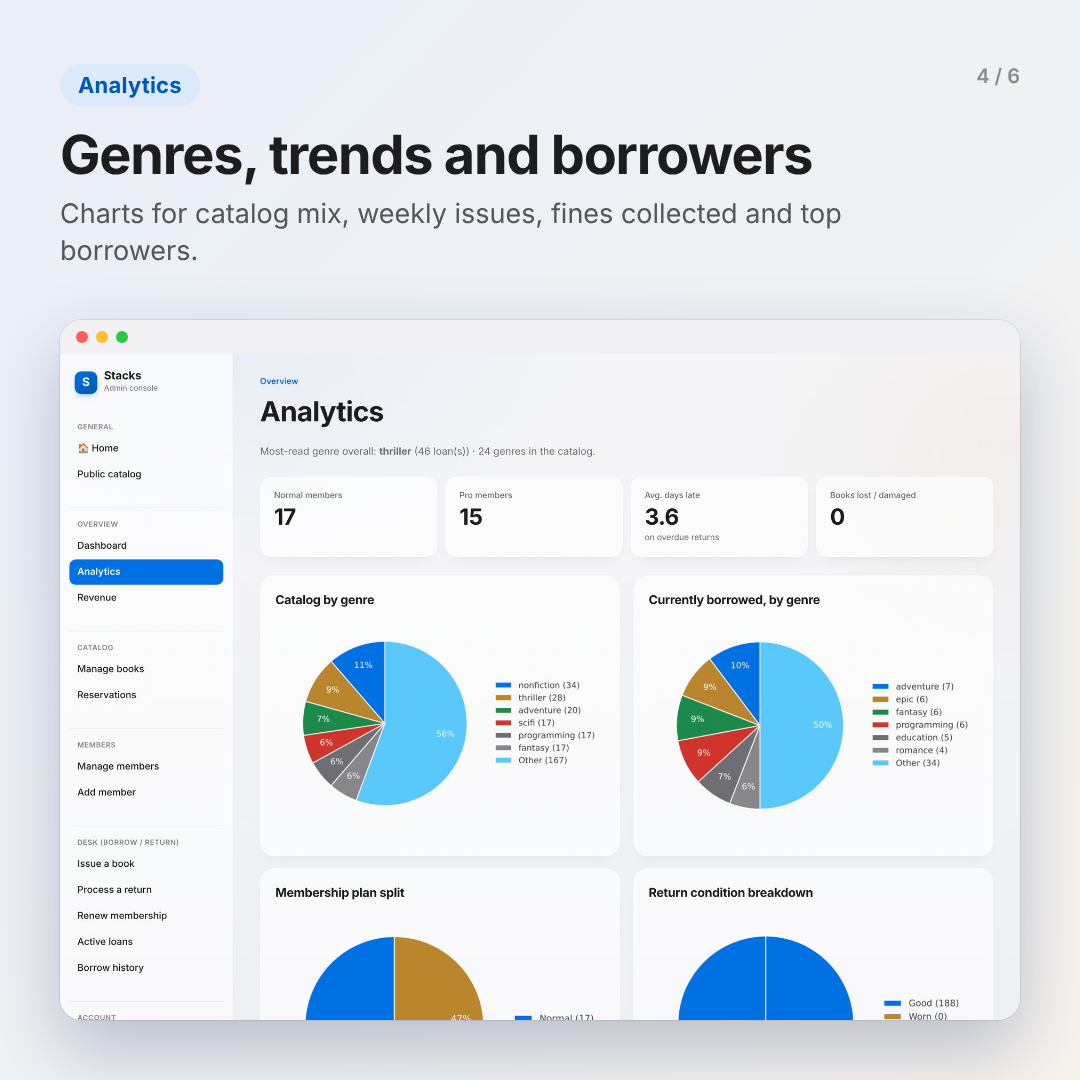 Analytics
4 / 6
Genres, trends and borrowers
Charts for catalog mix, weekly issues, fines collected and top
borrowers.
S
Stacks
Admin console
GENERAL
🏠 Home
Public catalog
OVERVIEW
Dashboard
Analytics
Revenue
CATALOG
Manage books
Reservations
MEMBERS
Manage members
Add member
DESK (BORROW / RETURN)
Issue a book
Process a return
Renew membership
Active loans
Borrow history
ACCOUNT
Overview
Analytics
Most-read genre overall: thriller (46 loan(s)) · 24 genres in the catalog.
Normal members
17
Pro members
15
Avg. days late
3.6
on overdue returns
Books lost / damaged
0
Catalog by genre
11%
9%
7%
6%
6%
6%
56%
nonfiction (34)
thriller (28)
adventure (20)
scifi (17)
programming (17)
fantasy (17)
Other (167)
Currently borrowed, by genre
10%
9%
9%
9%
7%
6%
50%
adventure (7)
epic (6)
fantasy (6)
programming (6)
education (5)
romance (4)
Other (34)
Membership plan split
47%
Normal (17)
Return condition breakdown
Good (188)
Worn (0)